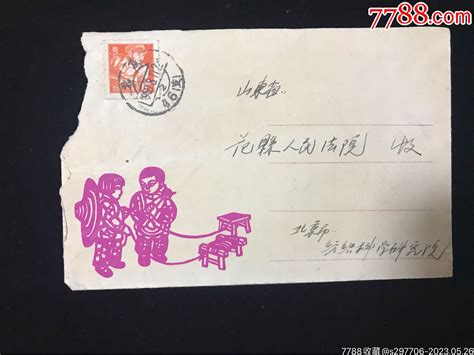 7788.com
山东省
范县人民法院 收
北京市
纺织科学研究院
7788收藏@s297706-2023.05.26